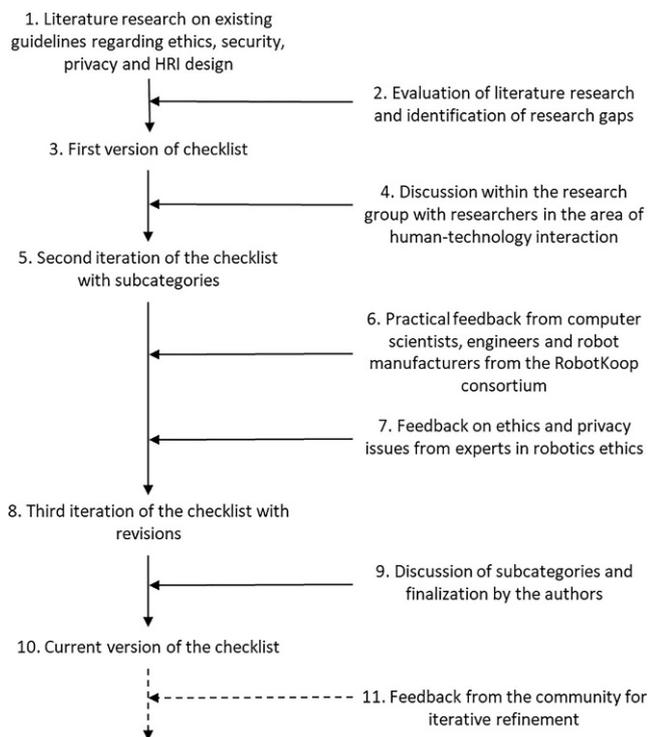 1. Literature research on existing
guidelines regarding ethics, security,
privacy and HRI design
2. Evaluation of literature research
and identification of research gaps
3. First version of checklist
4. Discussion within the research
group with researchers in the area of
human-technology interaction
5. Second iteration of the checklist
with subcategories
6. Practical feedback from computer
scientists, engineers and robot
manufacturers from the RobotKoop
consortium
7. Feedback on ethics and privacy
issues from experts in robotics ethics
8. Third iteration of the checklist with
revisions
9. Discussion of subcategories and
finalization by the authors
10. Current version of the checklist
11. Feedback from the community for
iterative refinement